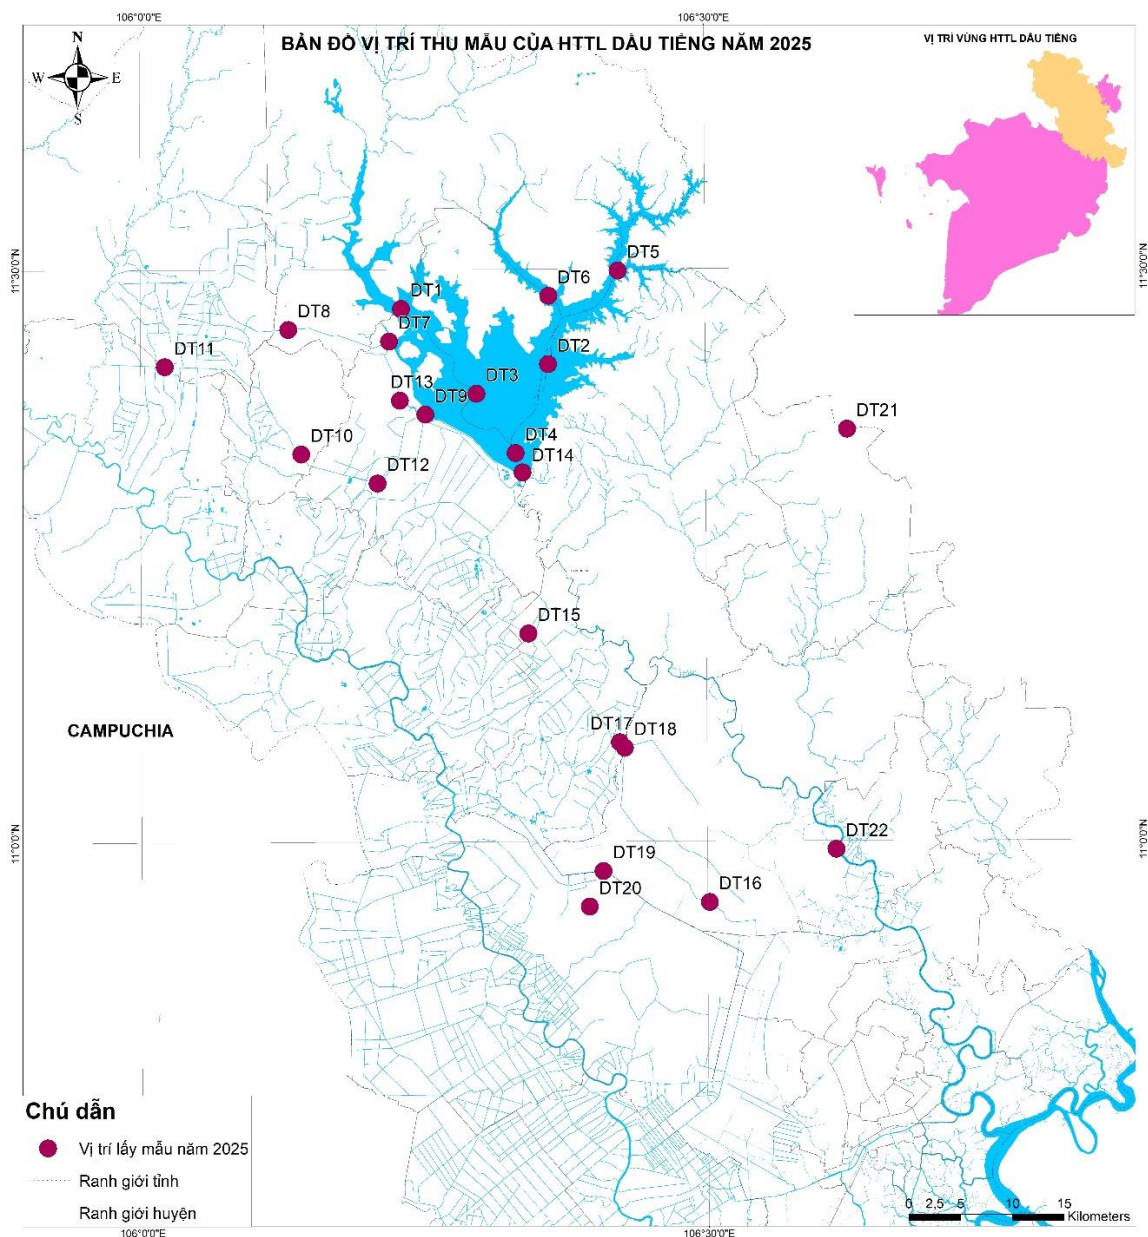 106°0'0"E
106°30'0"E
BẢN ĐỒ VỊ TRÍ THU MẪU CỦA HTTL DẦU TIẾNG NĂM 2025
VỊ TRÍ VÙNG HTTL DẦU TIẾNG
N
W
E
S
11°30'0"N
11°30'0"N
DT5
DT6
DT1
DT8
DT7
DT2
DT11
DT3
DT13
DT9
DT21
DT4
DT10
DT14
DT12
DT15
CAMPUCHIA
DT17
DT18
DT22
11°0'0"N
11°0'0"N
DT19
DT20
DT16
Chú dẫn
Vị trí lấy mẫu năm 2025
Ranh giới tỉnh
Ranh giới huyện
0 2,5 5 10 15
Kilometers
106°0'0"E
106°30'0"E